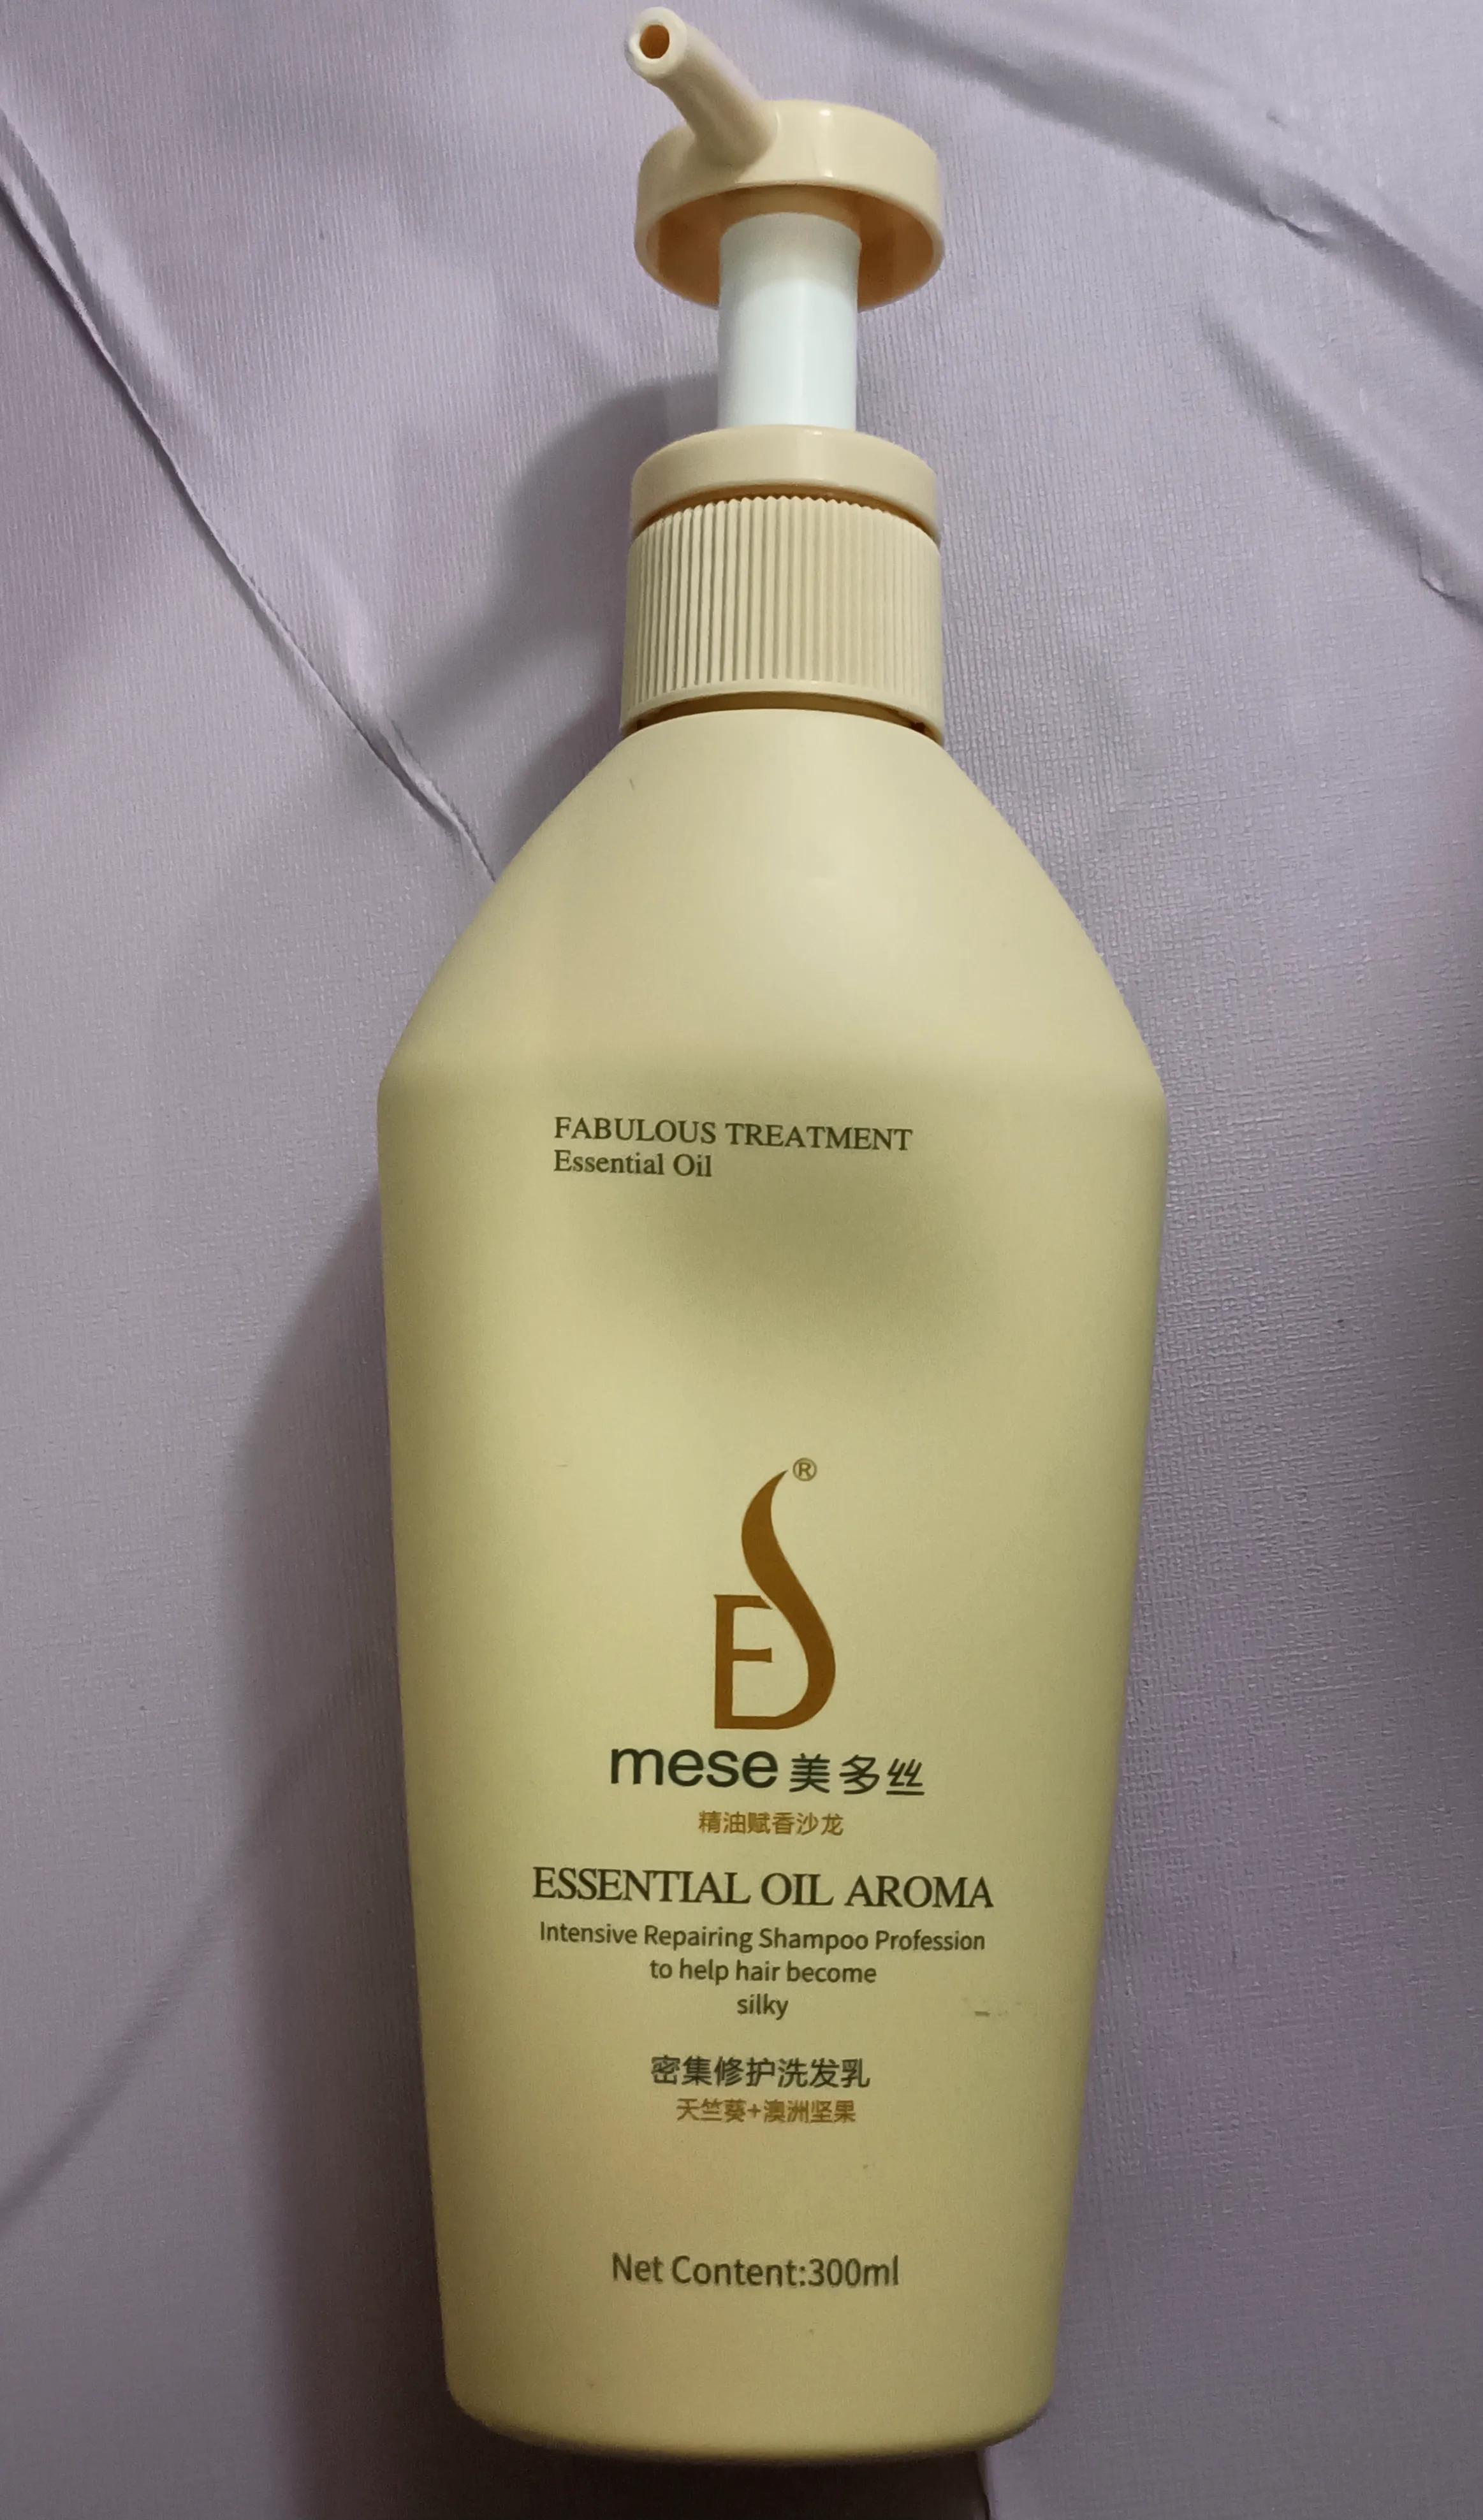 FABULOUS TREATMENT
Essential Oil
ES®
mese 美多丝
精油赋香沙龙
ESSENTIAL OIL AROMA
Intensive Repairing Shampoo Profession
to help hair become
silky
密集修护洗发乳
天竺葵+澳洲坚果
Net Content:300ml